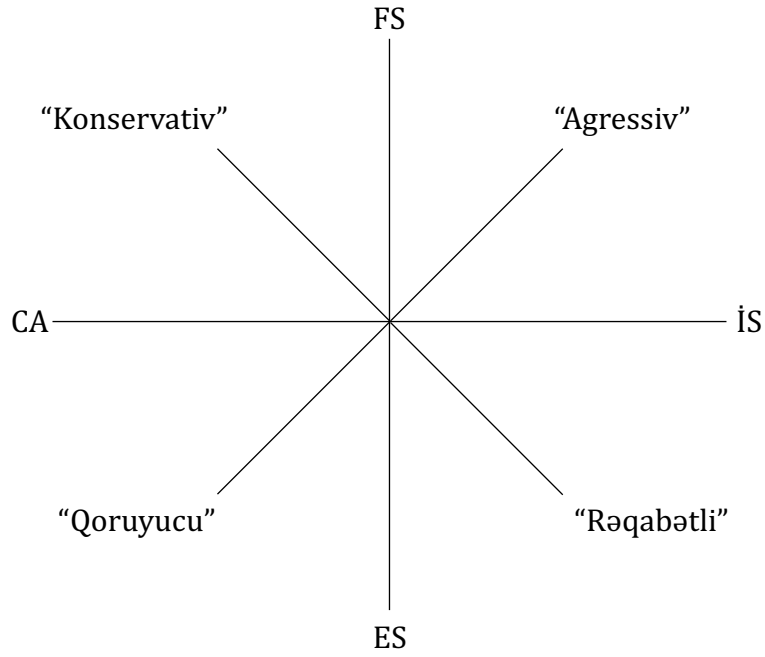 FS
“Konservativ”
“Agressiv”
CA
İS
“Qoruyucu”
“Rəqabətli”
ES